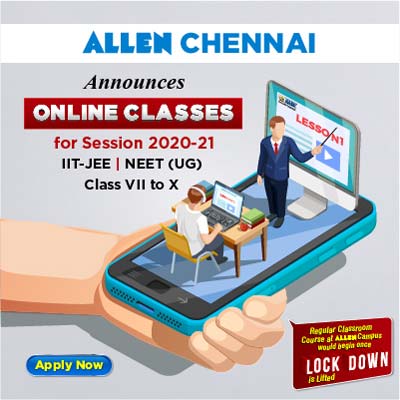 ALLEN CHENNAI
Announces
ONLINE CLASSES
for Session 2020-21
IIT-JEE | NEET (UG)
Class VII to X
ALLEN
LESSON 1
Regular Classroom
Course at ALLEN Campus
would begin once
LOCK DOWN
is Lifted
Apply Now